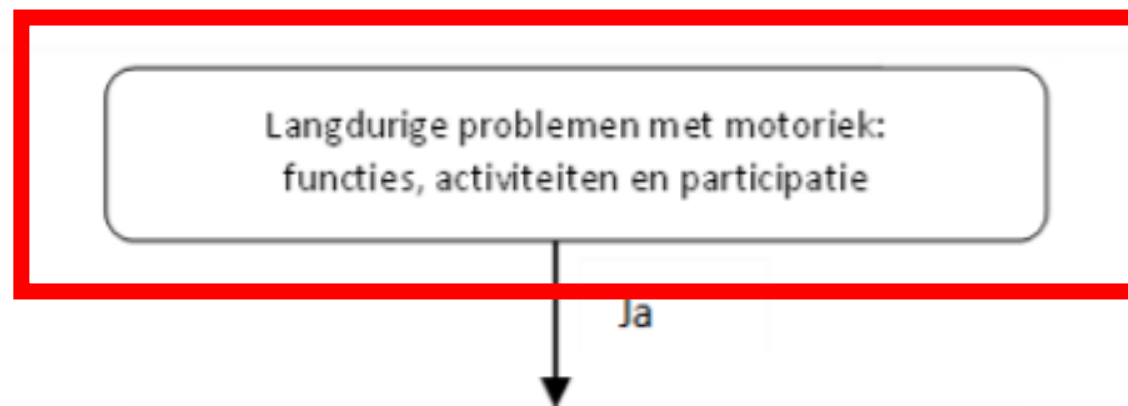 Langdurige problemen met motoriek:
functies, activiteiten en participatie
Ja